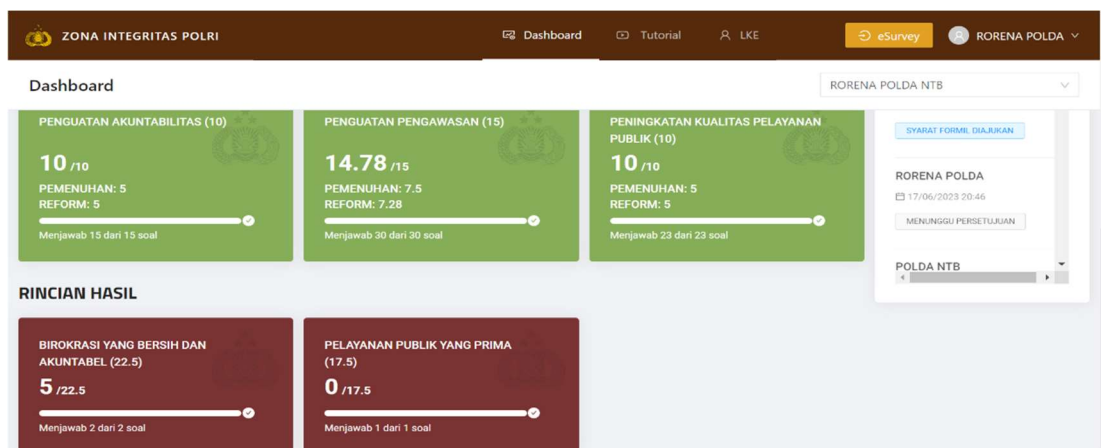 ZONA INTEGRITAS POLRI
Dashboard
Tutorial
LKE
eSurvey
RORENA POLDA
Dashboard
RORENA POLDA NTB
PENGUATAN AKUNTABILITAS (10)
10 /10
PEMENUHAN: 5
REFORM: 5
Menjawab 15 dari 15 soal
PENGUATAN PENGAWASAN (15)
14.78 /15
PEMENUHAN: 7.5
REFORM: 7.28
Menjawab 30 dari 30 soal
PENINGKATAN KUALITAS PELAYANAN
PUBLIK (10)
10 /10
PEMENUHAN: 5
REFORM: 5
Menjawab 23 dari 23 soal
SYARAT FORMIL DIAJUKAN
RORENA POLDA
17/06/2023 20:46
MENUNGGU PERSETUJUAN
POLDA NTB
RINCIAN HASIL
BIROKRASI YANG BERSIH DAN
AKUNTABEL (22.5)
5 /22.5
Menjawab 2 dari 2 soal
PELAYANAN PUBLIK YANG PRIMA
(17.5)
0 /17.5
Menjawab 1 dari 1 soal